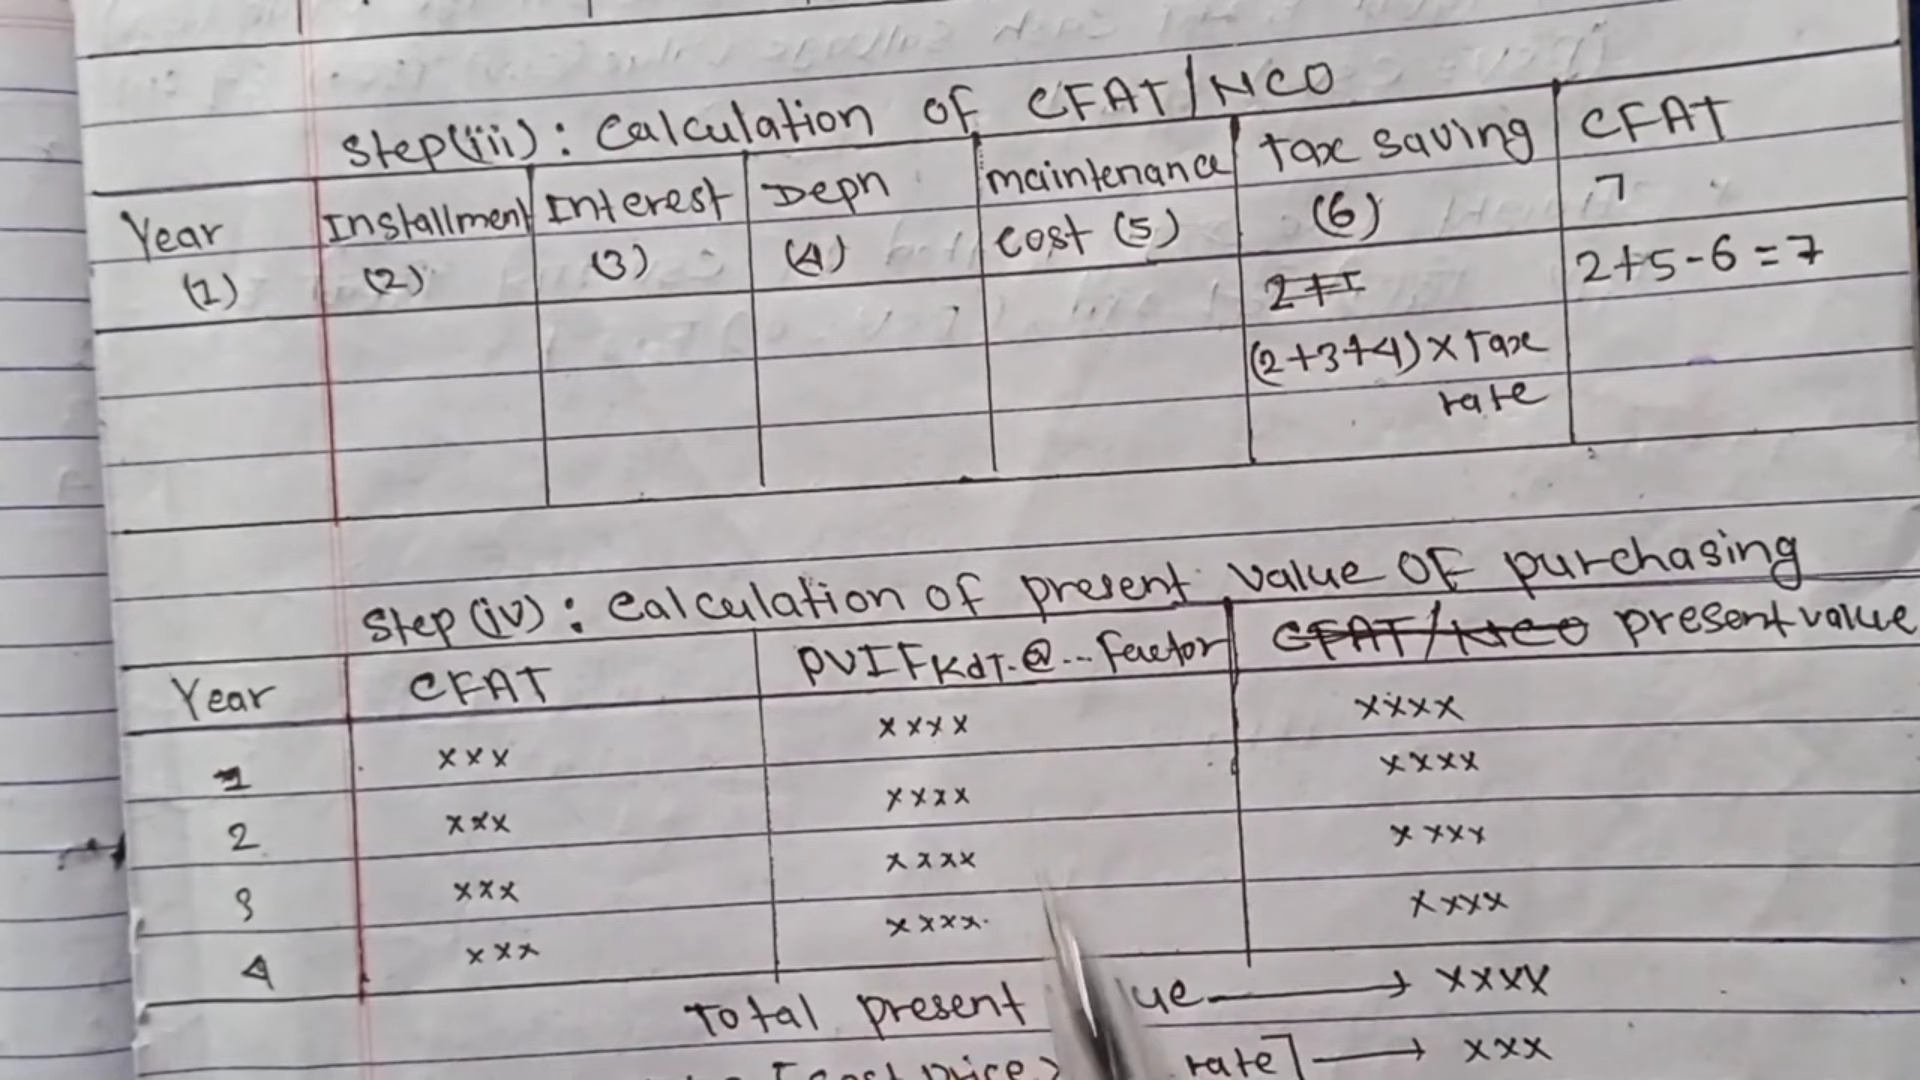 Step(iii): Calculation of CFAT/NCO
Year Installment Interest Depn maintenance tax saving CFAT
(1) (2) (3) (4) cost (5) (6) 7
2+I 2+5-6=7
(2+3+4)x tax
rate
Step (iv): Calculation of present value OF purchasing
Year CFAT PVIFKdT.@... factor CFAT/NCO present value
1 xxx xxxx xxxx
2 xxx xxxx xxxx
3 xxx xxxx xxxx
4 xxx xxxx xxxx
Total present → xxxx
rate] → xxx